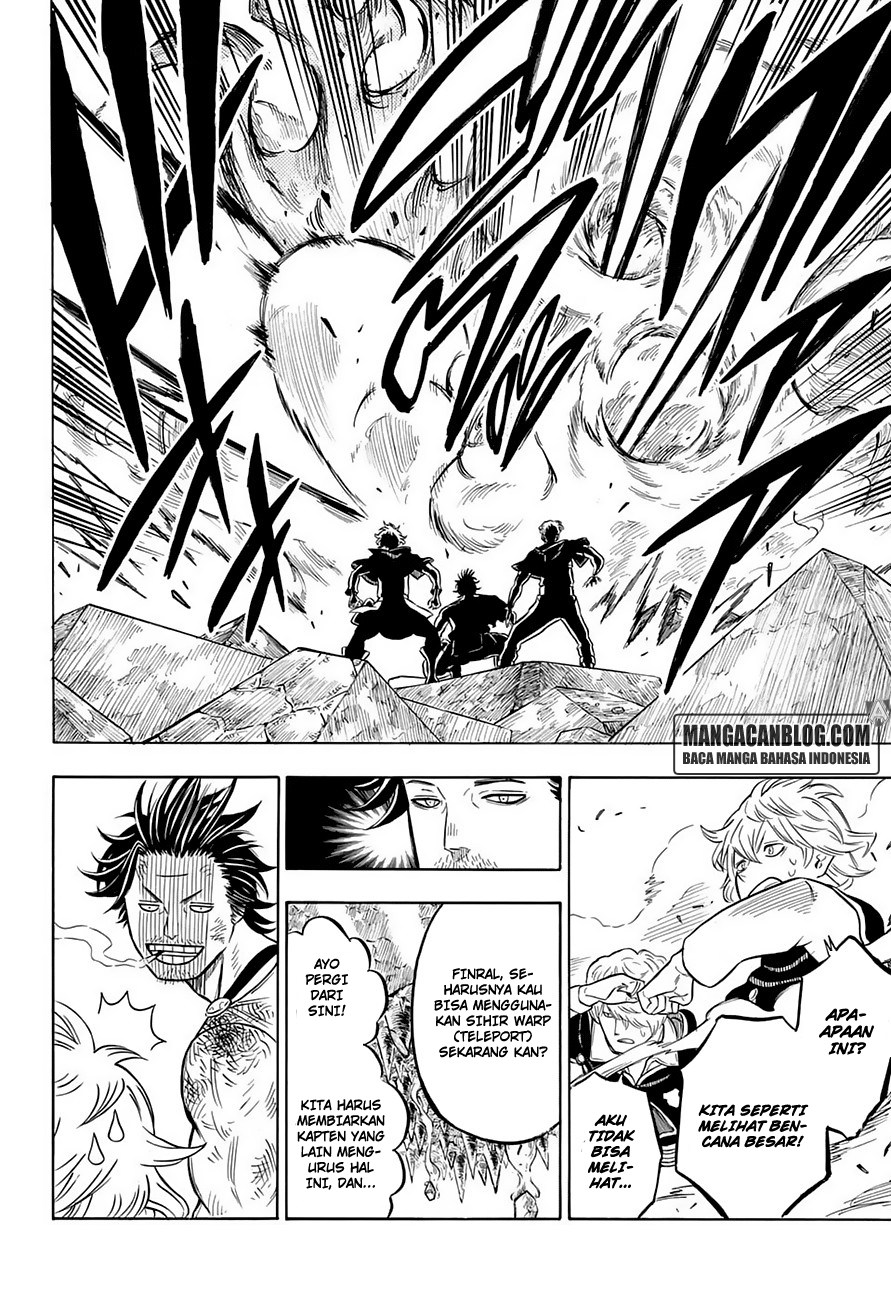 MANGACANBLOG.COM
BACA MANGA BAHASA INDONESIA
APA-
APAAN
INI?
KITA SEPERTI
MELIHAT BEN-
CANA BESAR!
AKU
TIDAK
BISA
MELI-
HAT...
FINRAL, SE-
HARUSNYA KAU
BISA MENGGUNA-
KAN SIHIR WARP
(TELEPORT)
SEKARANG KAN?
AYO
PERGI
DARI
SINI!
KITA HARUS
MEMBIARKAN
KAPTEN YANG
LAIN MENG-
URUS HAL
INI, DAN...